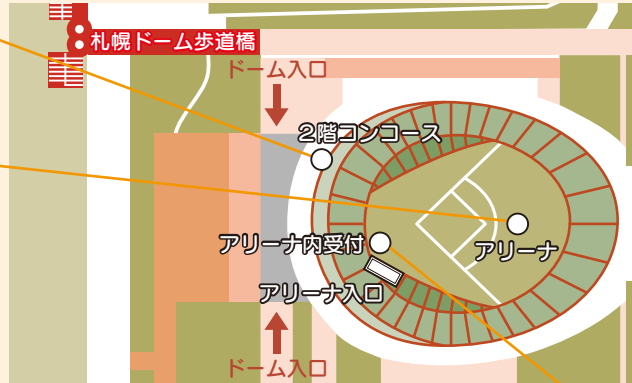 札幌ドーム歩道橋
ドーム入口
2階コンコース
アリーナ内受付
アリーナ
アリーナ入口
ドーム入口